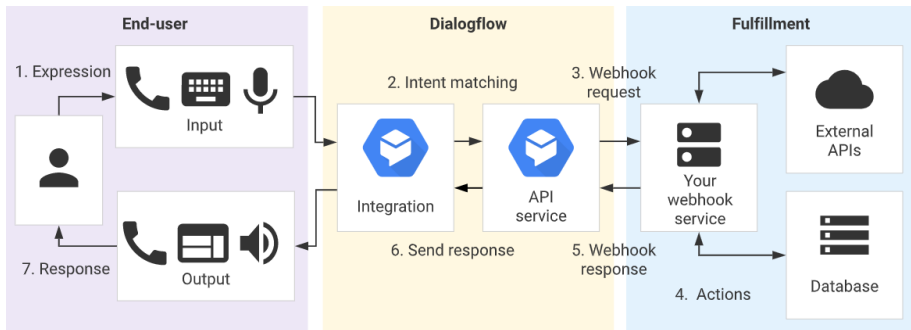 End-user
Dialogflow
Fulfillment
1. Expression
Input
2. Intent matching
3. Webhook
request
External
APIs
Integration
API
service
Your
webhook
service
7. Response
Output
6. Send response
5. Webhook
response
4. Actions
Database